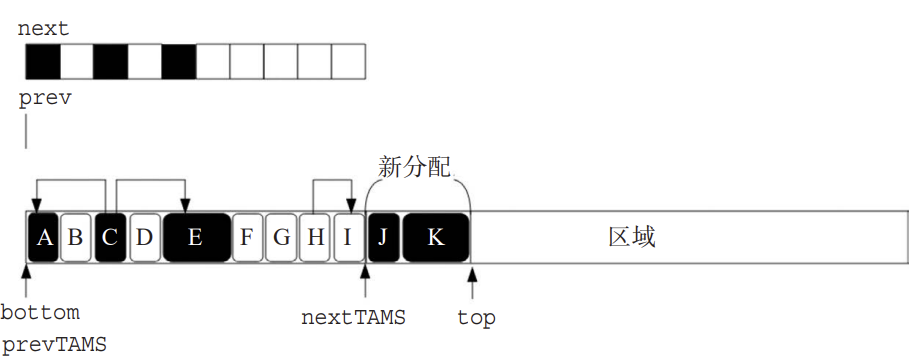 next
prev
新分配
A B C D E F G H I J K 区域
bottom nextTAMS top
prevTAMS